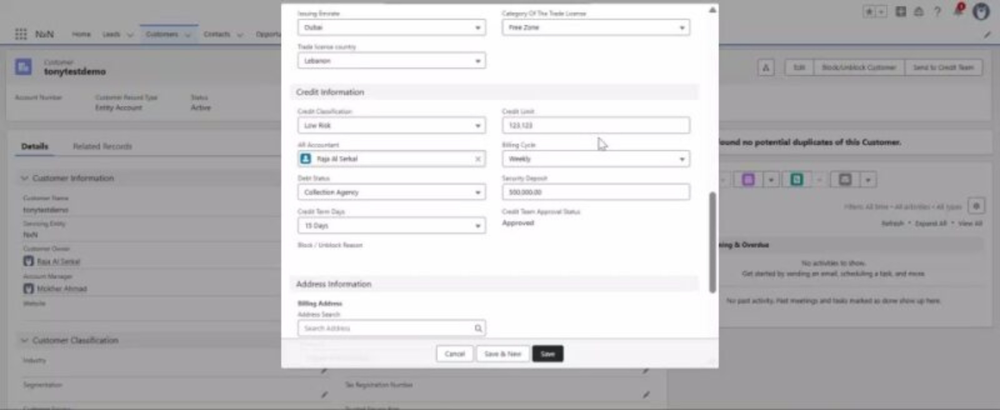 NxN
Home
Leads
Customers
Contacts
Opportu
Customer
tonytestdemo
Edit
Block/Unblock Customer
Send to Credit Team
Account Number
Customer Record Type
Status
Entity Account
Active
Details
Related Records
Customer Information
Customer Name
tonytestdemo
Servicing Entity
NxN
Customer Owner
Raja Al Serkal
Account Manager
Mokher Ahmad
Website
Customer Classification
Industry
Segmentation
Tax Registration Number
Issuing Emirate
Category Of The Trade License
Dubai
Free Zone
Trade license country
Lebanon
Credit Information
Credit Classification
Credit Limit
Low Risk
123,123
AR Accountant
Billing Cycle
Raja Al Serkal
Weekly
Debt Status
Security Deposit
Collection Agency
500,000.00
Credit Term Days
Credit Team Approval Status
15 Days
Approved
Block / Unblock Reason
Address Information
Billing Address
Address Search
Search Address
Cancel
Save & New
Save
ound no potential duplicates of this Customer.
Filters: All time • All activities • All types
Refresh • Expand All • View All
ing & Overdue
No activities to show.
Get started by sending an email, scheduling a task, and more.
No past activity. Past meetings and tasks marked as done show up here.